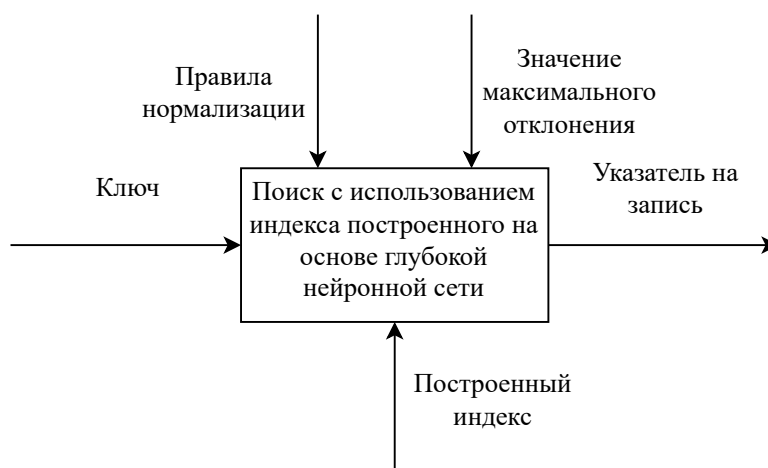 Правила
нормализации
Значение
максимального
отклонения
Ключ
Поиск с использованием
индекса построенного на
основе глубокой
нейронной сети
Указатель на
запись
Построенный
индекс